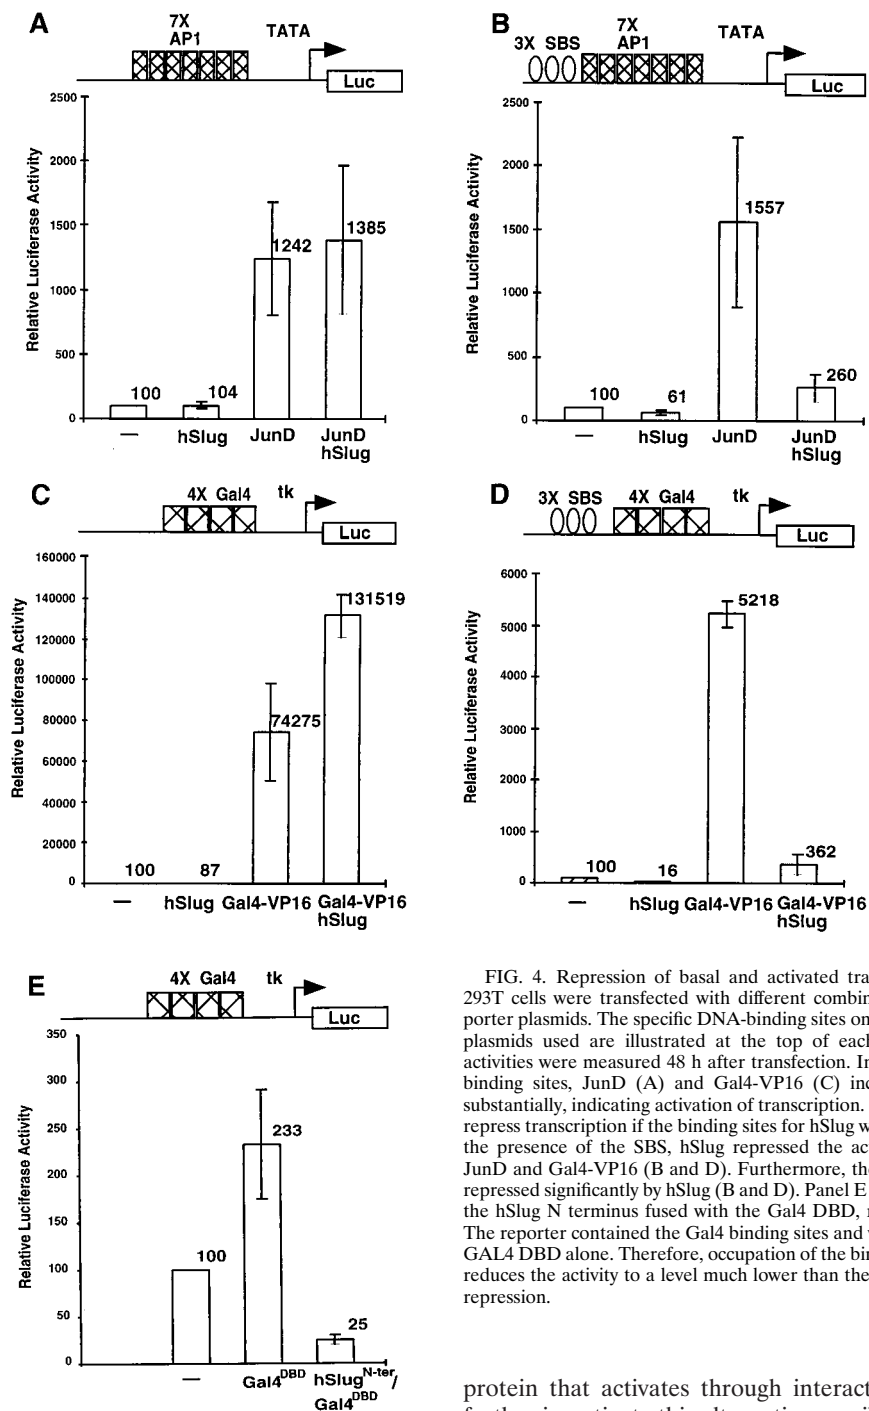 A
7X
AP1
TATA
Luc
Relative Luciferase Activity
2500
2000
1500
1000
500
0
100
104
1242
1385
—
hSlug
JunD
JunD
hSlug
B
3X SBS
7X
AP1
TATA
Luc
Relative Luciferase Activity
2500
2000
1500
1000
500
0
100
61
1557
260
—
hSlug
JunD
JunD
hSlug
C
4X Gal4
tk
Luc
Relative Luciferase Activity
160000
140000
120000
100000
80000
60000
40000
20000
0
100
87
74275
131519
—
hSlug
Gal4-VP16
Gal4-VP16
hSlug
D
3X SBS
4X Gal4
tk
Luc
Relative Luciferase Activity
6000
5000
4000
3000
2000
1000
0
100
16
5218
362
—
hSlug
Gal4-VP16
Gal4-VP16
hSlug
E
4X Gal4
tk
Luc
Relative Luciferase Activity
350
300
250
200
150
100
50
0
100
233
25
—
Gal4DBD
hSlugN-ter/
Gal4DBD
FIG. 4. Repression of basal and activated tra
293T cells were transfected with different combin
porter plasmids. The specific DNA-binding sites on
plasmids used are illustrated at the top of each
activities were measured 48 h after transfection. In
binding sites, JunD (A) and Gal4-VP16 (C) inc
substantially, indicating activation of transcription.
repress transcription if the binding sites for hSlug w
the presence of the SBS, hSlug repressed the ac
JunD and Gal4-VP16 (B and D). Furthermore, the
repressed significantly by hSlug (B and D). Panel E
the hSlug N terminus fused with the Gal4 DBD, r
The reporter contained the Gal4 binding sites and
GAL4 DBD alone. Therefore, occupation of the bin
reduces the activity to a level much lower than the
repression.
protein that activates through interact